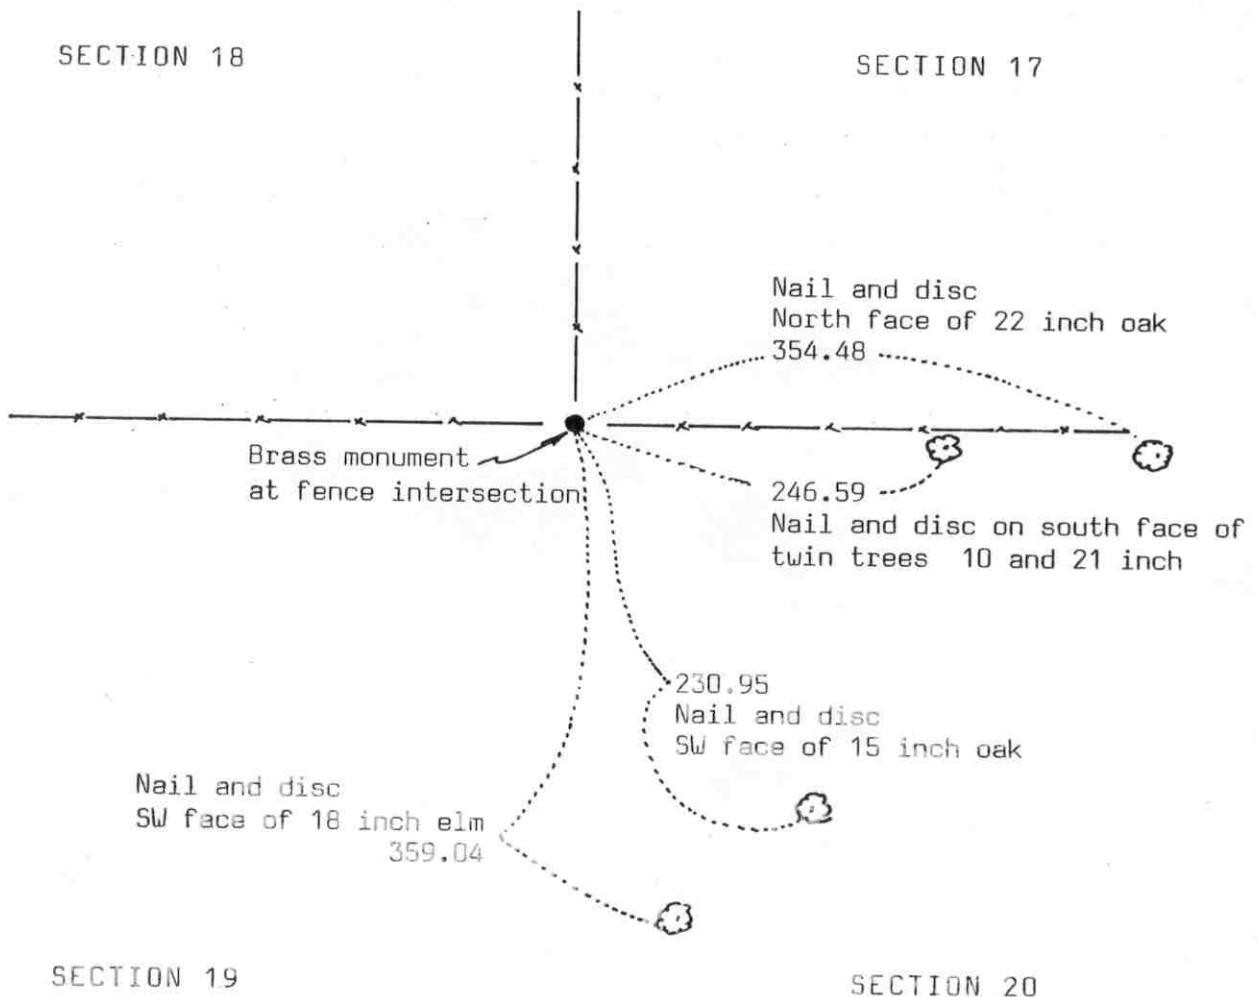 SECTION 18
SECTION 17
Nail and disc
North face of 22 inch oak
354.48
Brass monument
at fence intersection
246.59
Nail and disc on south face of
twin trees 10 and 21 inch
230.95
Nail and disc
SW face of 15 inch oak
Nail and disc
SW face of 18 inch elm
359.04
SECTION 19
SECTION 20